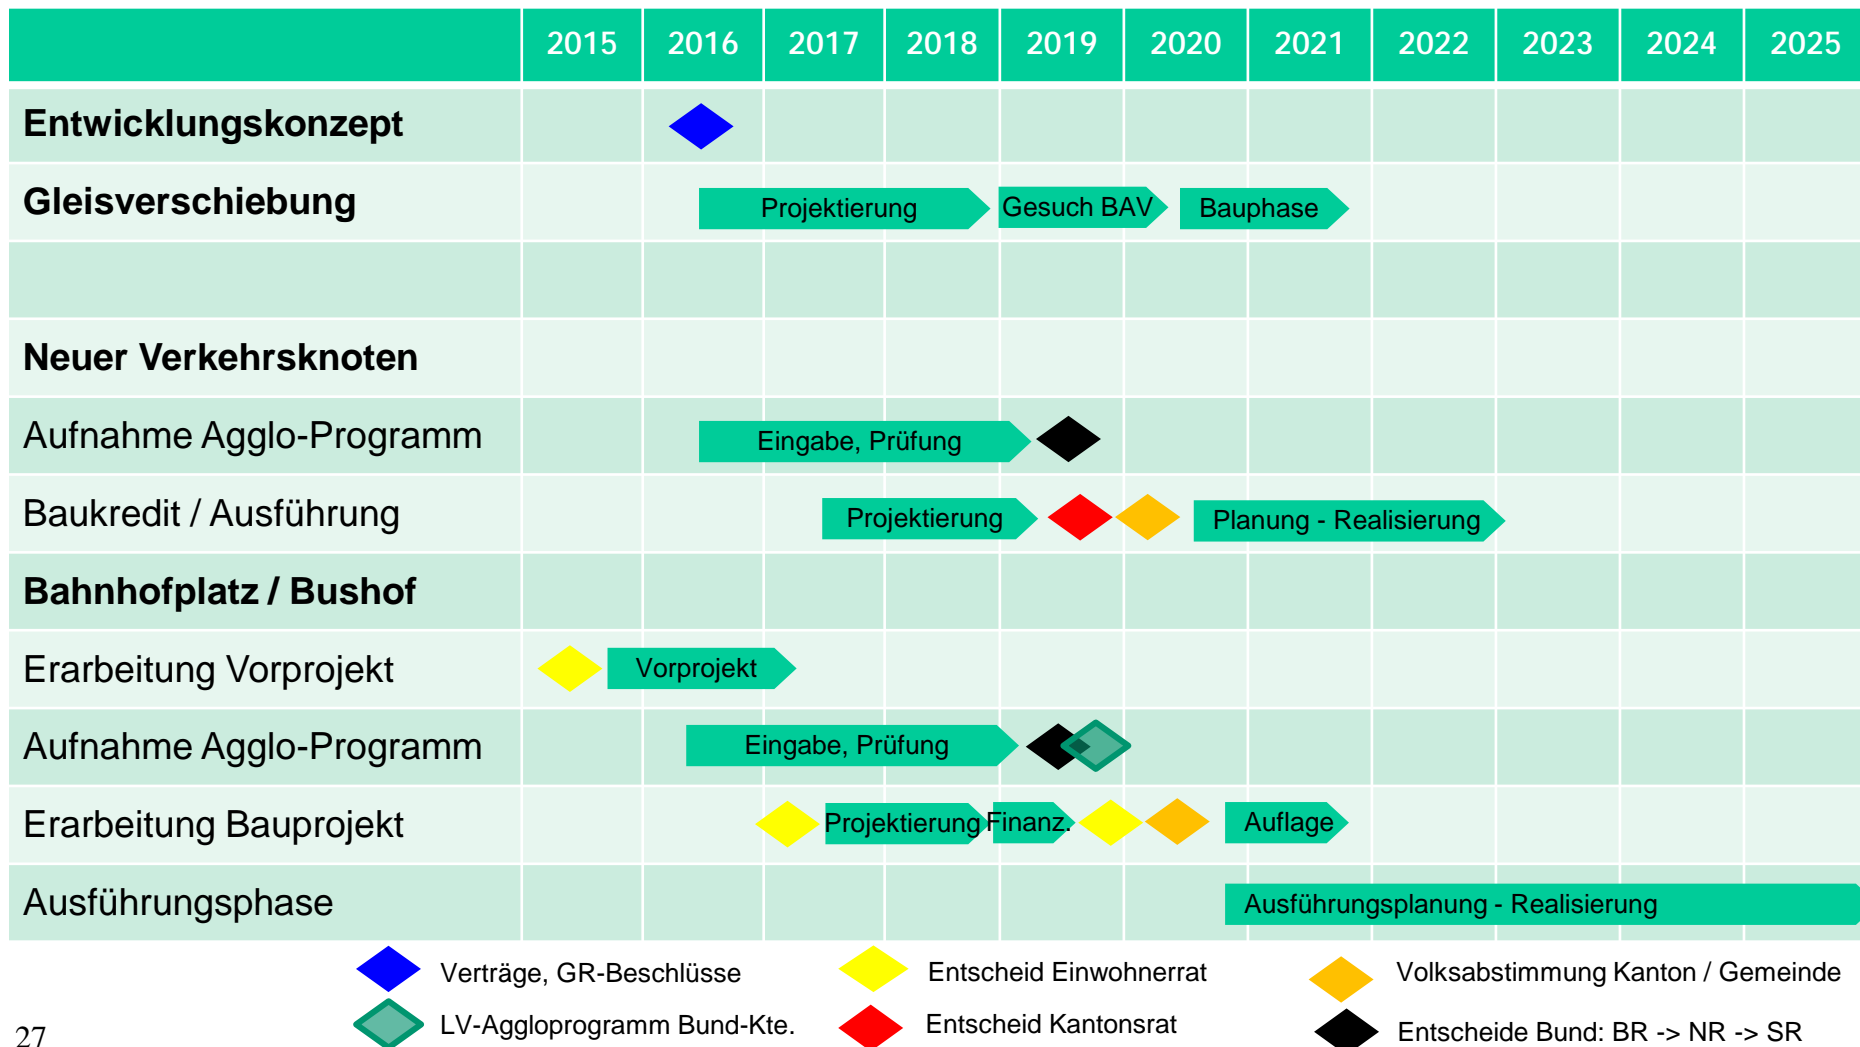 2015 2016 2017 2018 2019 2020 2021 2022 2023 2024 2025
Entwicklungskonzept
Gleisverschiebung Projektierung Gesuch BAV Bauphase
Neuer Verkehrsknoten
Aufnahme Agglo-Programm Eingabe, Prüfung
Baukredit / Ausführung Projektierung Planung - Realisierung
Bahnhofplatz / Bushof
Erarbeitung Vorprojekt Vorprojekt
Aufnahme Agglo-Programm Eingabe, Prüfung
Erarbeitung Bauprojekt Projektierung Finanz. Auflage
Ausführungsphase Ausführungsplanung - Realisierung
Verträge, GR-Beschlüsse Entscheid Einwohnerrat Volksabstimmung Kanton / Gemeinde
LV-Aggloprogramm Bund-Kte. Entscheid Kantonsrat Entscheide Bund: BR -> NR -> SR
27